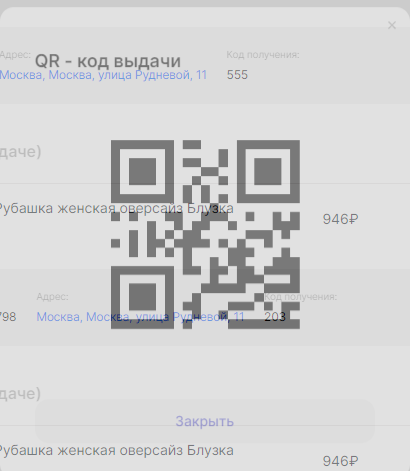 ×
Адрес:
Код получения:
QR - код выдачи
Москва, Москва, улица Рудневой, 11
555
даче)
Рубашка женская оверсайз Блузка
946₽
Адрес:
Код получения:
798
Москва, Москва, улица Рудневой, 11
203
даче)
Закрыть
Рубашка женская оверсайз Блузка
946₽